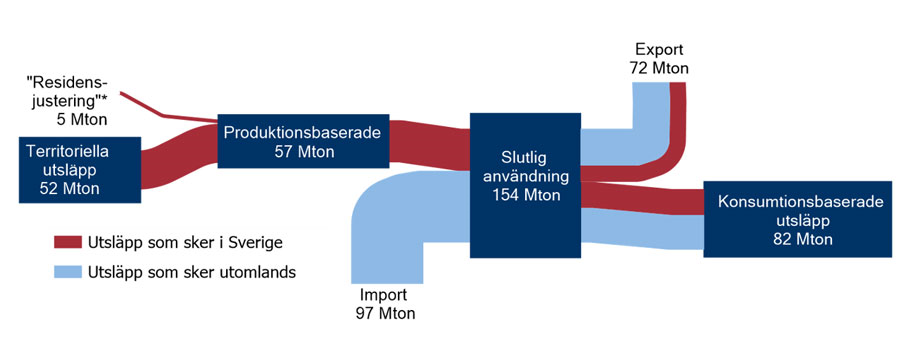 Export
72 Mton
"Residens-
justering"*
5 Mton
Produktionsbaserade
57 Mton
Territoriella
utsläpp
52 Mton
Slutlig
användning
154 Mton
Konsumtionsbaserade
utsläpp
82 Mton
Utsläpp som sker i Sverige
Utsläpp som sker utomlands
Import
97 Mton